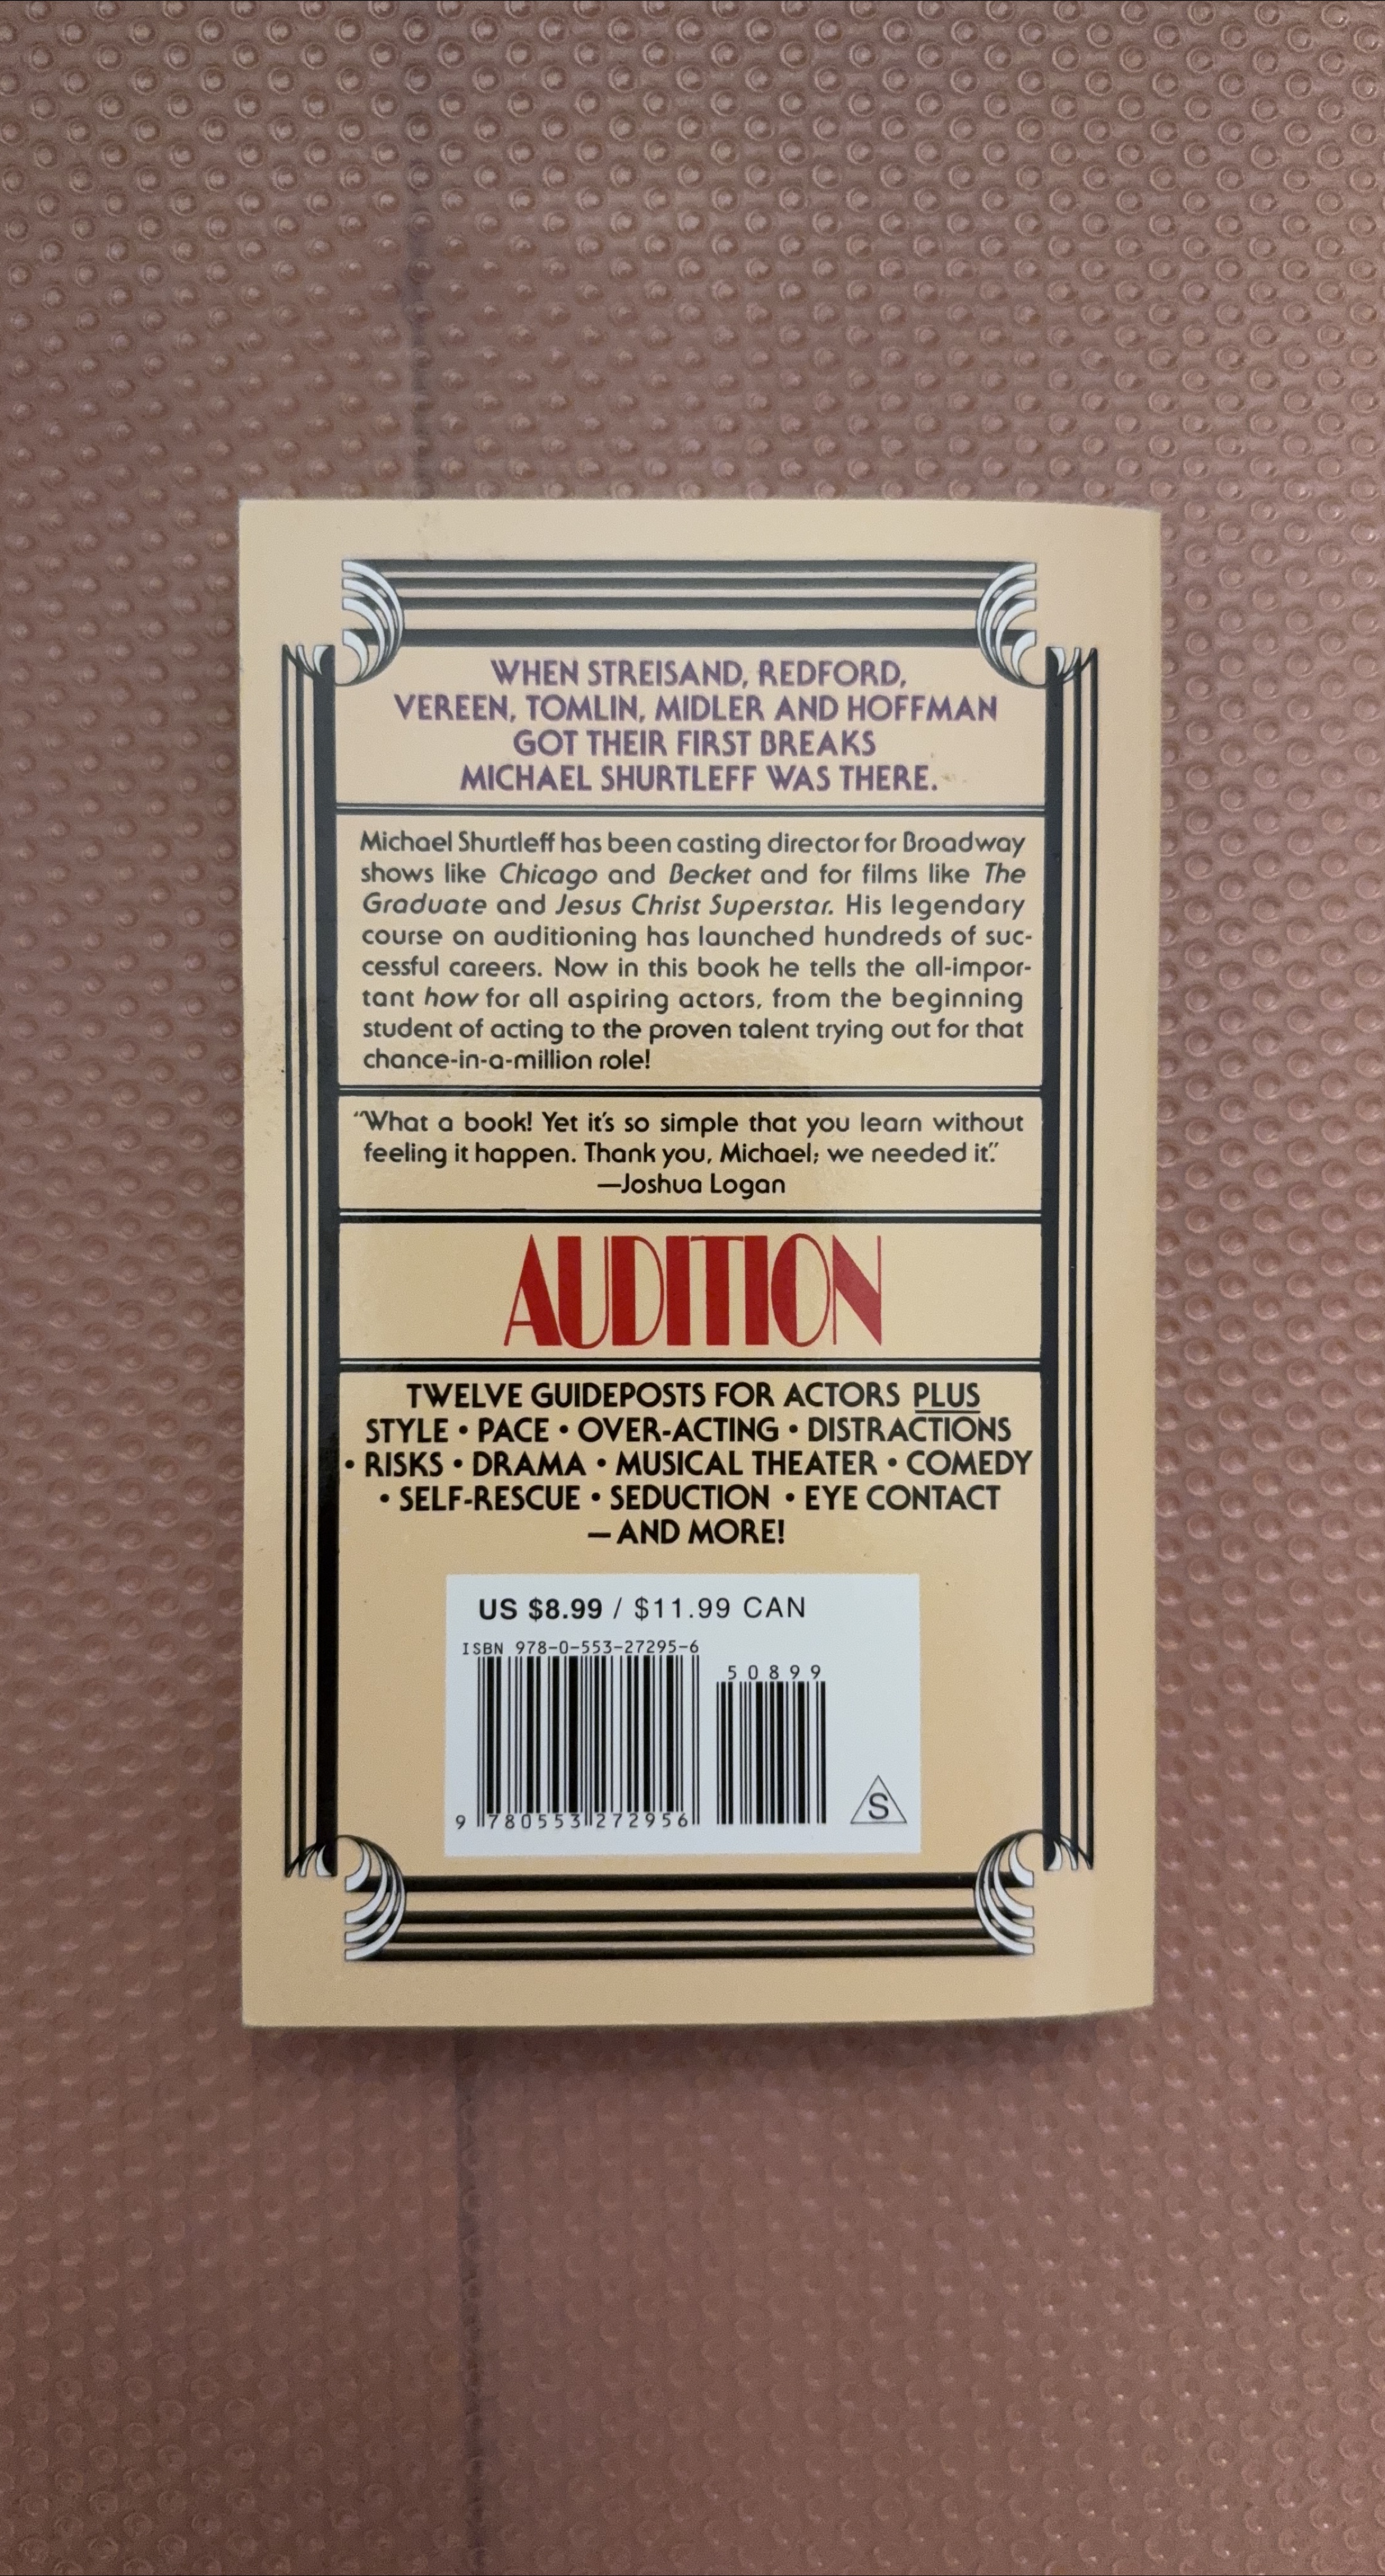 WHEN STREISAND, REDFORD,
VEREEN, TOMLIN, MIDLER AND HOFFMAN
GOT THEIR FIRST BREAKS
MICHAEL SHURTLEFF WAS THERE.
Michael Shurtleff has been casting director for Broadway
shows like Chicago and Becket and for films like The
Graduate and Jesus Christ Superstar. His legendary
course on auditioning has launched hundreds of suc-
cessful careers. Now in this book he tells the all-impor-
tant how for all aspiring actors, from the beginning
student of acting to the proven talent trying out for that
chance-in-a-million role!
“What a book! Yet it's so simple that you learn without
feeling it happen. Thank you, Michael; we needed it.”
—Joshua Logan
AUDITION
TWELVE GUIDEPOSTS FOR ACTORS PLUS
STYLE • PACE • OVER-ACTING • DISTRACTIONS
• RISKS • DRAMA • MUSICAL THEATER • COMEDY
• SELF-RESCUE • SEDUCTION • EYE CONTACT
— AND MORE!
US $8.99 / $11.99 CAN
ISBN 978-0-553-27295-6
50899
9 780553 272956
S